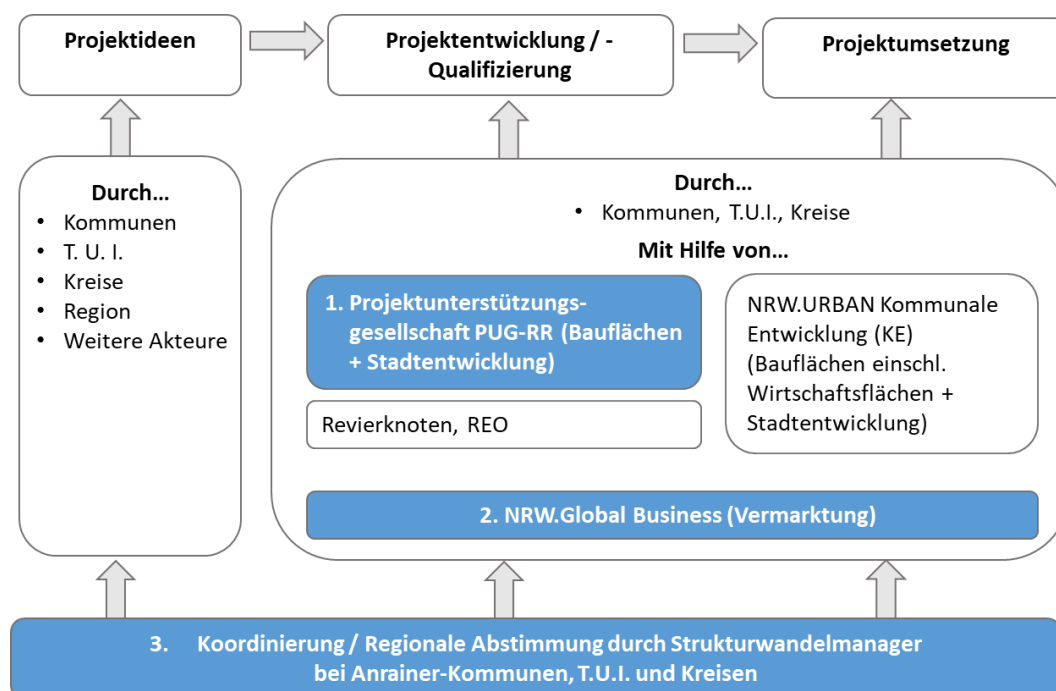 Projektideen
Projektentwicklung / -
Qualifizierung
Projektumsetzung
Durch...
• Kommunen
• T. U. I.
• Kreise
• Region
• Weitere Akteure
Durch...
• Kommunen, T.U.I., Kreise
Mit Hilfe von...
1. Projektunterstützungs-
gesellschaft PUG-RR (Bauflächen
+ Stadtentwicklung)
Revierknoten, REO
NRW.URBAN Kommunale
Entwicklung (KE)
(Bauflächen einschl.
Wirtschaftsflächen +
Stadtentwicklung)
2. NRW.Global Business (Vermarktung)
3. Koordinierung / Regionale Abstimmung durch Strukturwandelmanager
bei Anrainer-Kommunen, T.U.I. und Kreisen